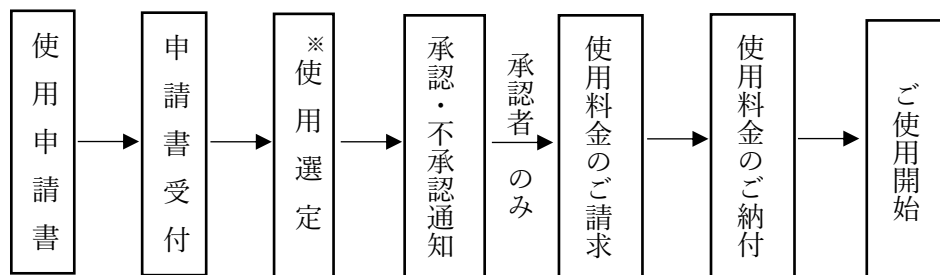 使用申請書
申請書受付
※使用選定
承認・不承認通知
承認者のみ
使用料金のご請求
使用料金のご納付
ご使用開始